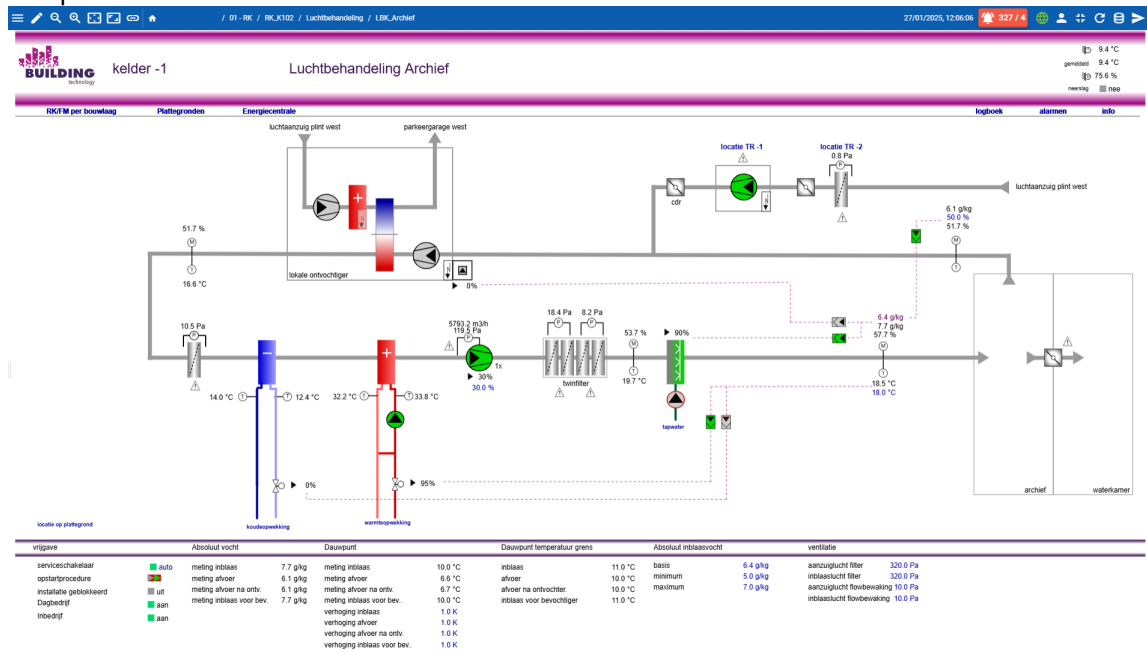 / 01 - RK / RK_K102 / Luchtbehandeling / LBK_Archief
27/01/2025, 12:06:06
327 / 4
BUILDING
technology
kelder -1
Luchtbehandeling Archief
9.4 °C
gemiddeld 9.4 °C
75.6 %
neerslag nee
RK/FM per bouwlaag
Plattegronden
Energiecentrale
logboek
alarmen
info
luchtaanzuig plint west
parkeergarage west
locatie TR -1
locatie TR -2
0.8 Pa
P
cdr
luchtaanzuig plint west
6.1 g/kg
50.0 %
51.7 %
M
T
51.7 %
M
T
16.6 °C
lokale ontvochtiger
0%
10.5 Pa
P
5793.2 m3/h
119.5 Pa
P
1x
30%
30.0 %
18.4 Pa
8.2 Pa
P
P
twinfilter
53.7 %
M
T
19.7 °C
90%
tapwater
6.4 g/kg
7.7 g/kg
57.7 %
M
T
18.5 °C
18.0 °C
14.0 °C T
T 12.4 °C
32.2 °C T
T 33.8 °C
0%
95%
koudeopwekking
warmteopwekking
archief
waterkamer
locatie op plattegrond
vrijgave
Absoluut vocht
Dauwpunt
Dauwpunt temperatuur grens
Absoluut inblaasvocht
ventilatie
serviceschakelaar auto
opstartprocedure
installatie geblokkeerd uit
Dagbedrijf aan
Inbedrijf aan
meting inblaas 7.7 g/kg
meting afvoer 6.1 g/kg
meting afvoer na ontv. 6.1 g/kg
meting inblaas voor bev. 7.7 g/kg
meting inblaas 10.0 °C
meting afvoer 6.6 °C
meting afvoer na ontv. 6.7 °C
meting inblaas voor bev.. 10.0 °C
verhoging inblaas 1.0 K
verhoging afvoer 1.0 K
verhoging afvoer na ontv. 1.0 K
verhoging inblaas voor bev.. 1.0 K
inblaas 11.0 °C
afvoer 10.0 °C
afvoer na ontvochter. 10.0 °C
inblaas voor bevochtiger 11.0 °C
basis 6.4 g/kg
minimum 5.0 g/kg
maximum 7.0 g/kg
aanzuiglucht filter 320.0 Pa
inblaaslucht filter 320.0 Pa
aanzuiglucht flowbewaking 10.0 Pa
inblaaslucht flowbewaking 10.0 Pa